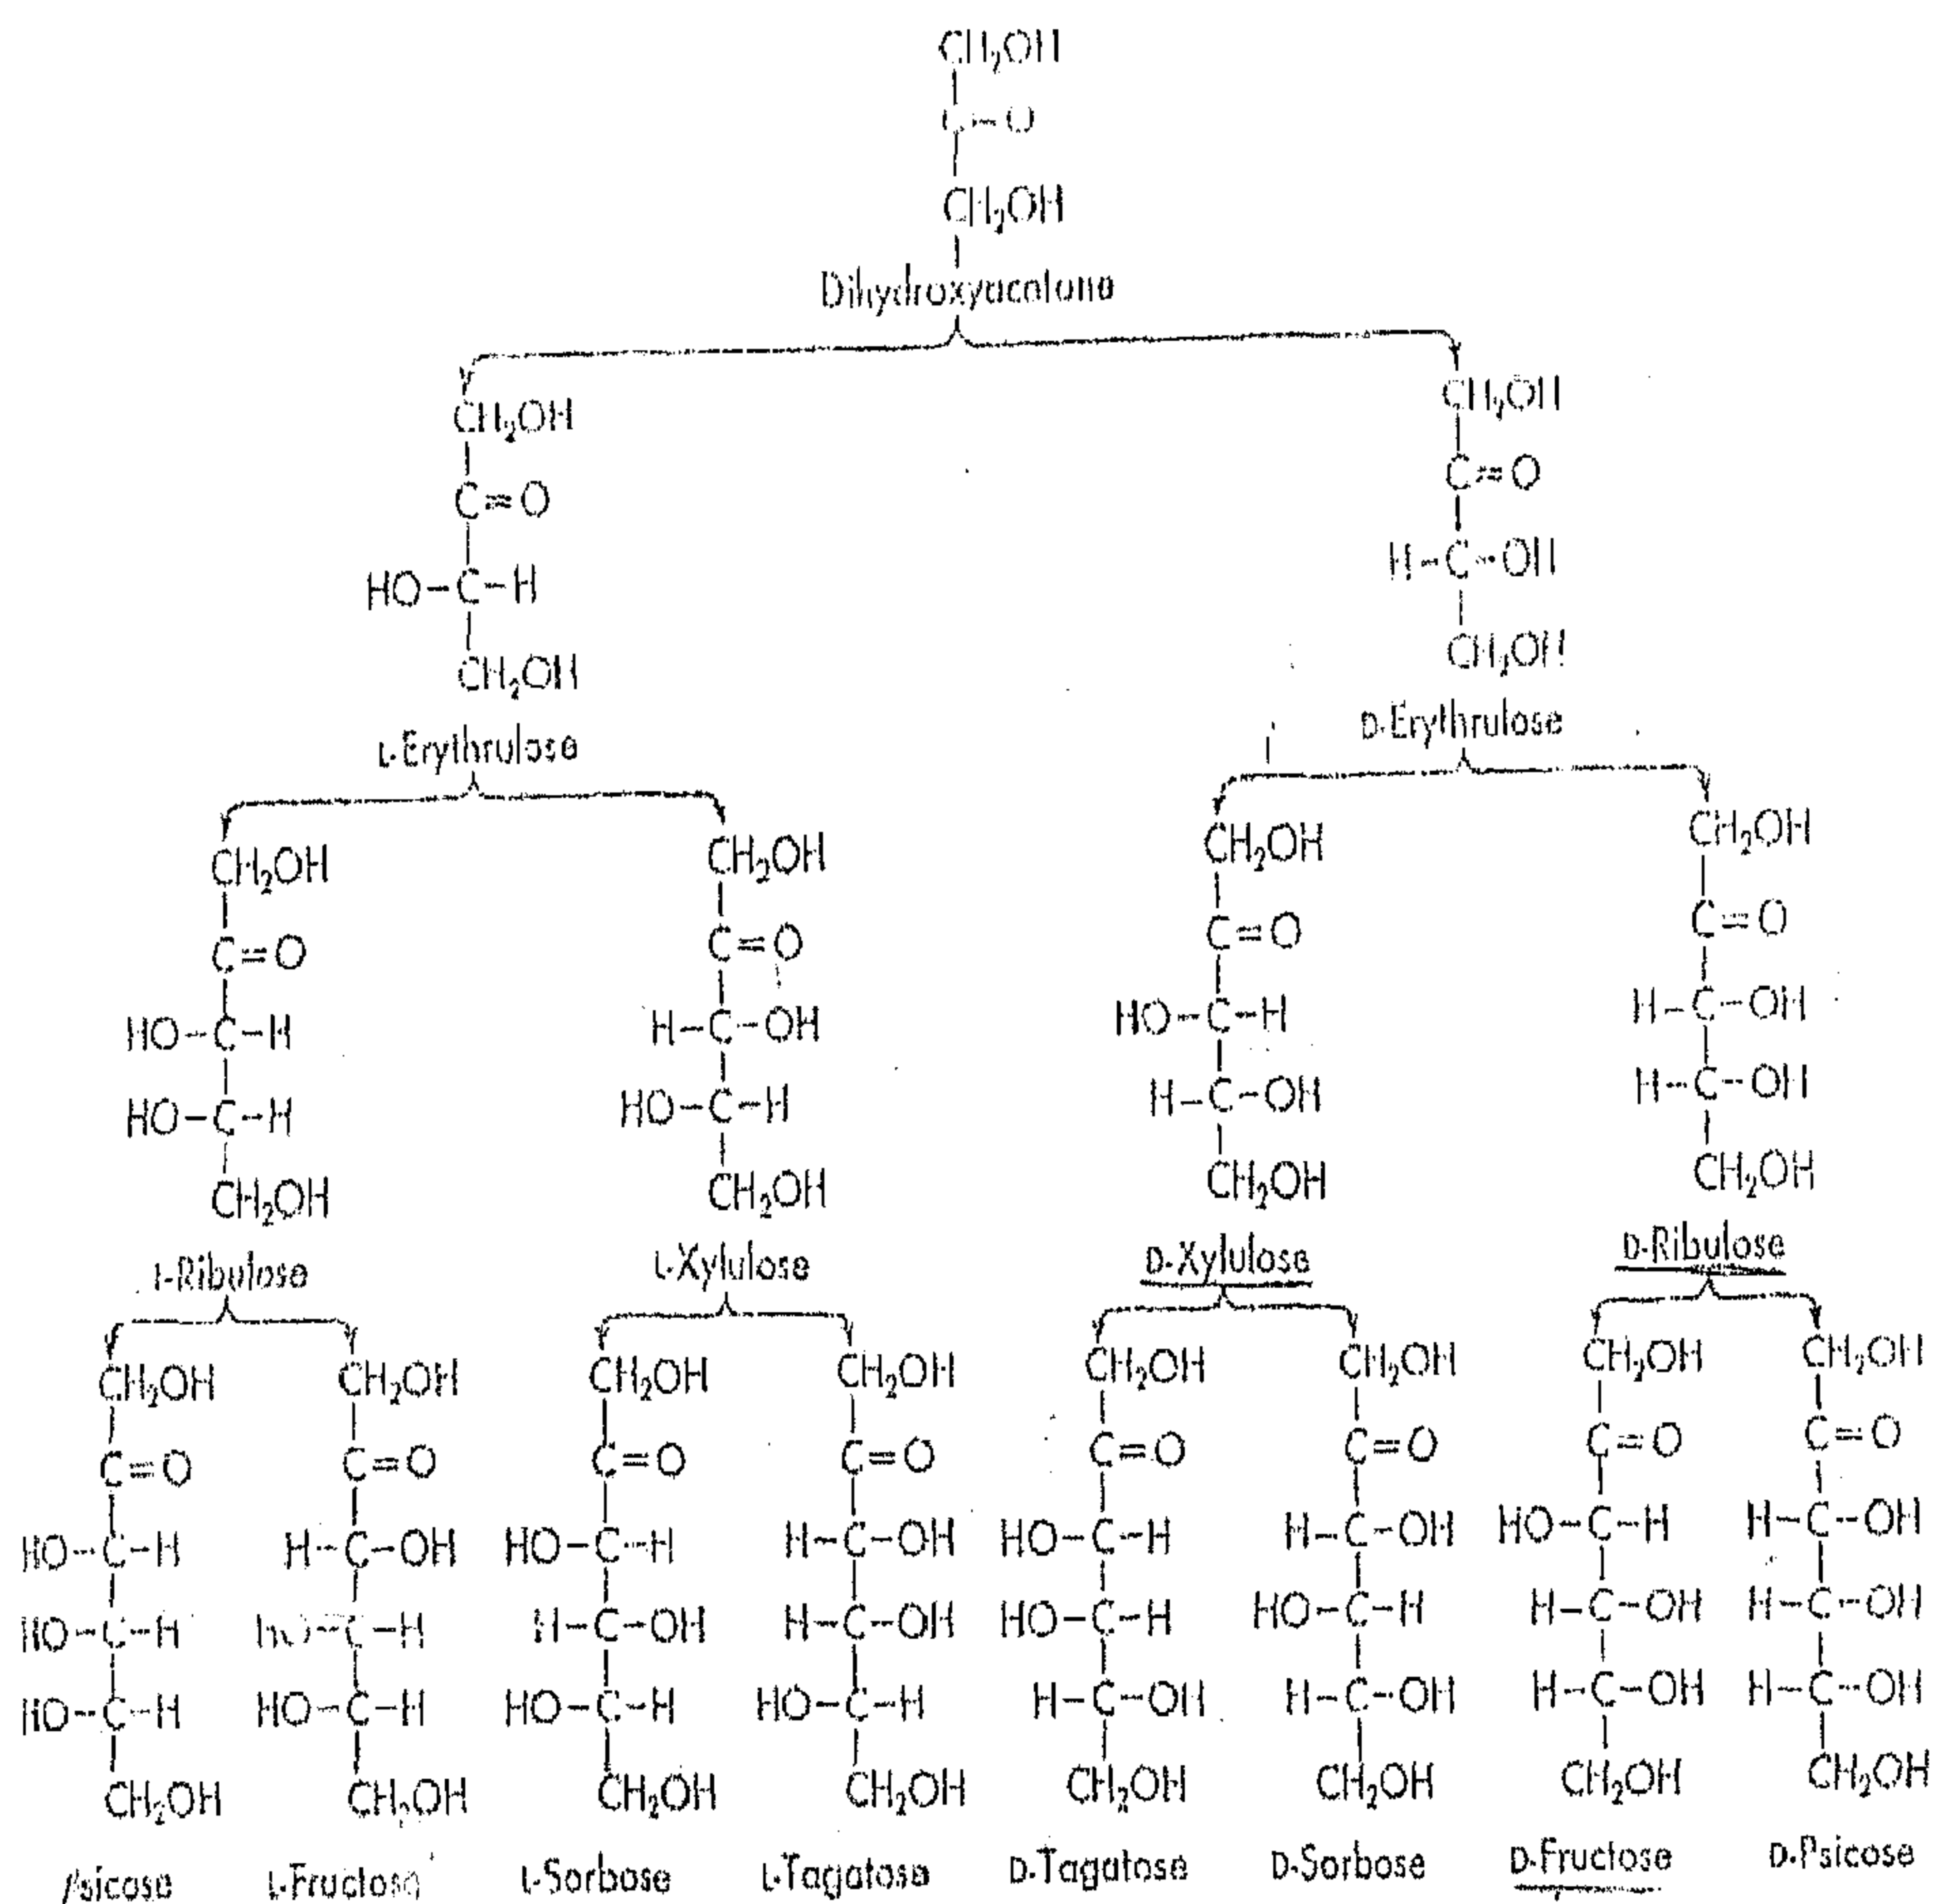 CH₂OH
C=O
CH₂OH
Dihydroxyacetone
CH₂OH CH₂OH
C=O C=O
HO-C-H H-C-OH
CH₂OH CH₂OH
L-Erythrulose D-Erythrulose
CH₂OH CH₂OH CH₂OH CH₂OH
C=O C=O C=O C=O
HO-C-H H-C-OH HO-C-H H-C-OH
HO-C-H HO-C-H H-C-OH H-C-OH
CH₂OH CH₂OH CH₂OH CH₂OH
L-Ribulose L-Xylulose D-Xylulose D-Ribulose
CH₂OH CH₂OH CH₂OH CH₂OH CH₂OH CH₂OH CH₂OH CH₂OH
C=O C=O C=O C=O C=O C=O C=O C=O
HO-C-H H-C-OH HO-C-H H-C-OH HO-C-H H-C-OH HO-C-H H-C-OH
HO-C-H HO-C-H H-C-OH H-C-OH HO-C-H HO-C-H H-C-OH H-C-OH
HO-C-H HO-C-H HO-C-H HO-C-H H-C-OH H-C-OH H-C-OH H-C-OH
CH₂OH CH₂OH CH₂OH CH₂OH CH₂OH CH₂OH CH₂OH CH₂OH
Psicose L-Fructose L-Sorbose L-Tagatose D-Tagatose D-Sorbose D-Fructose D-Psicose